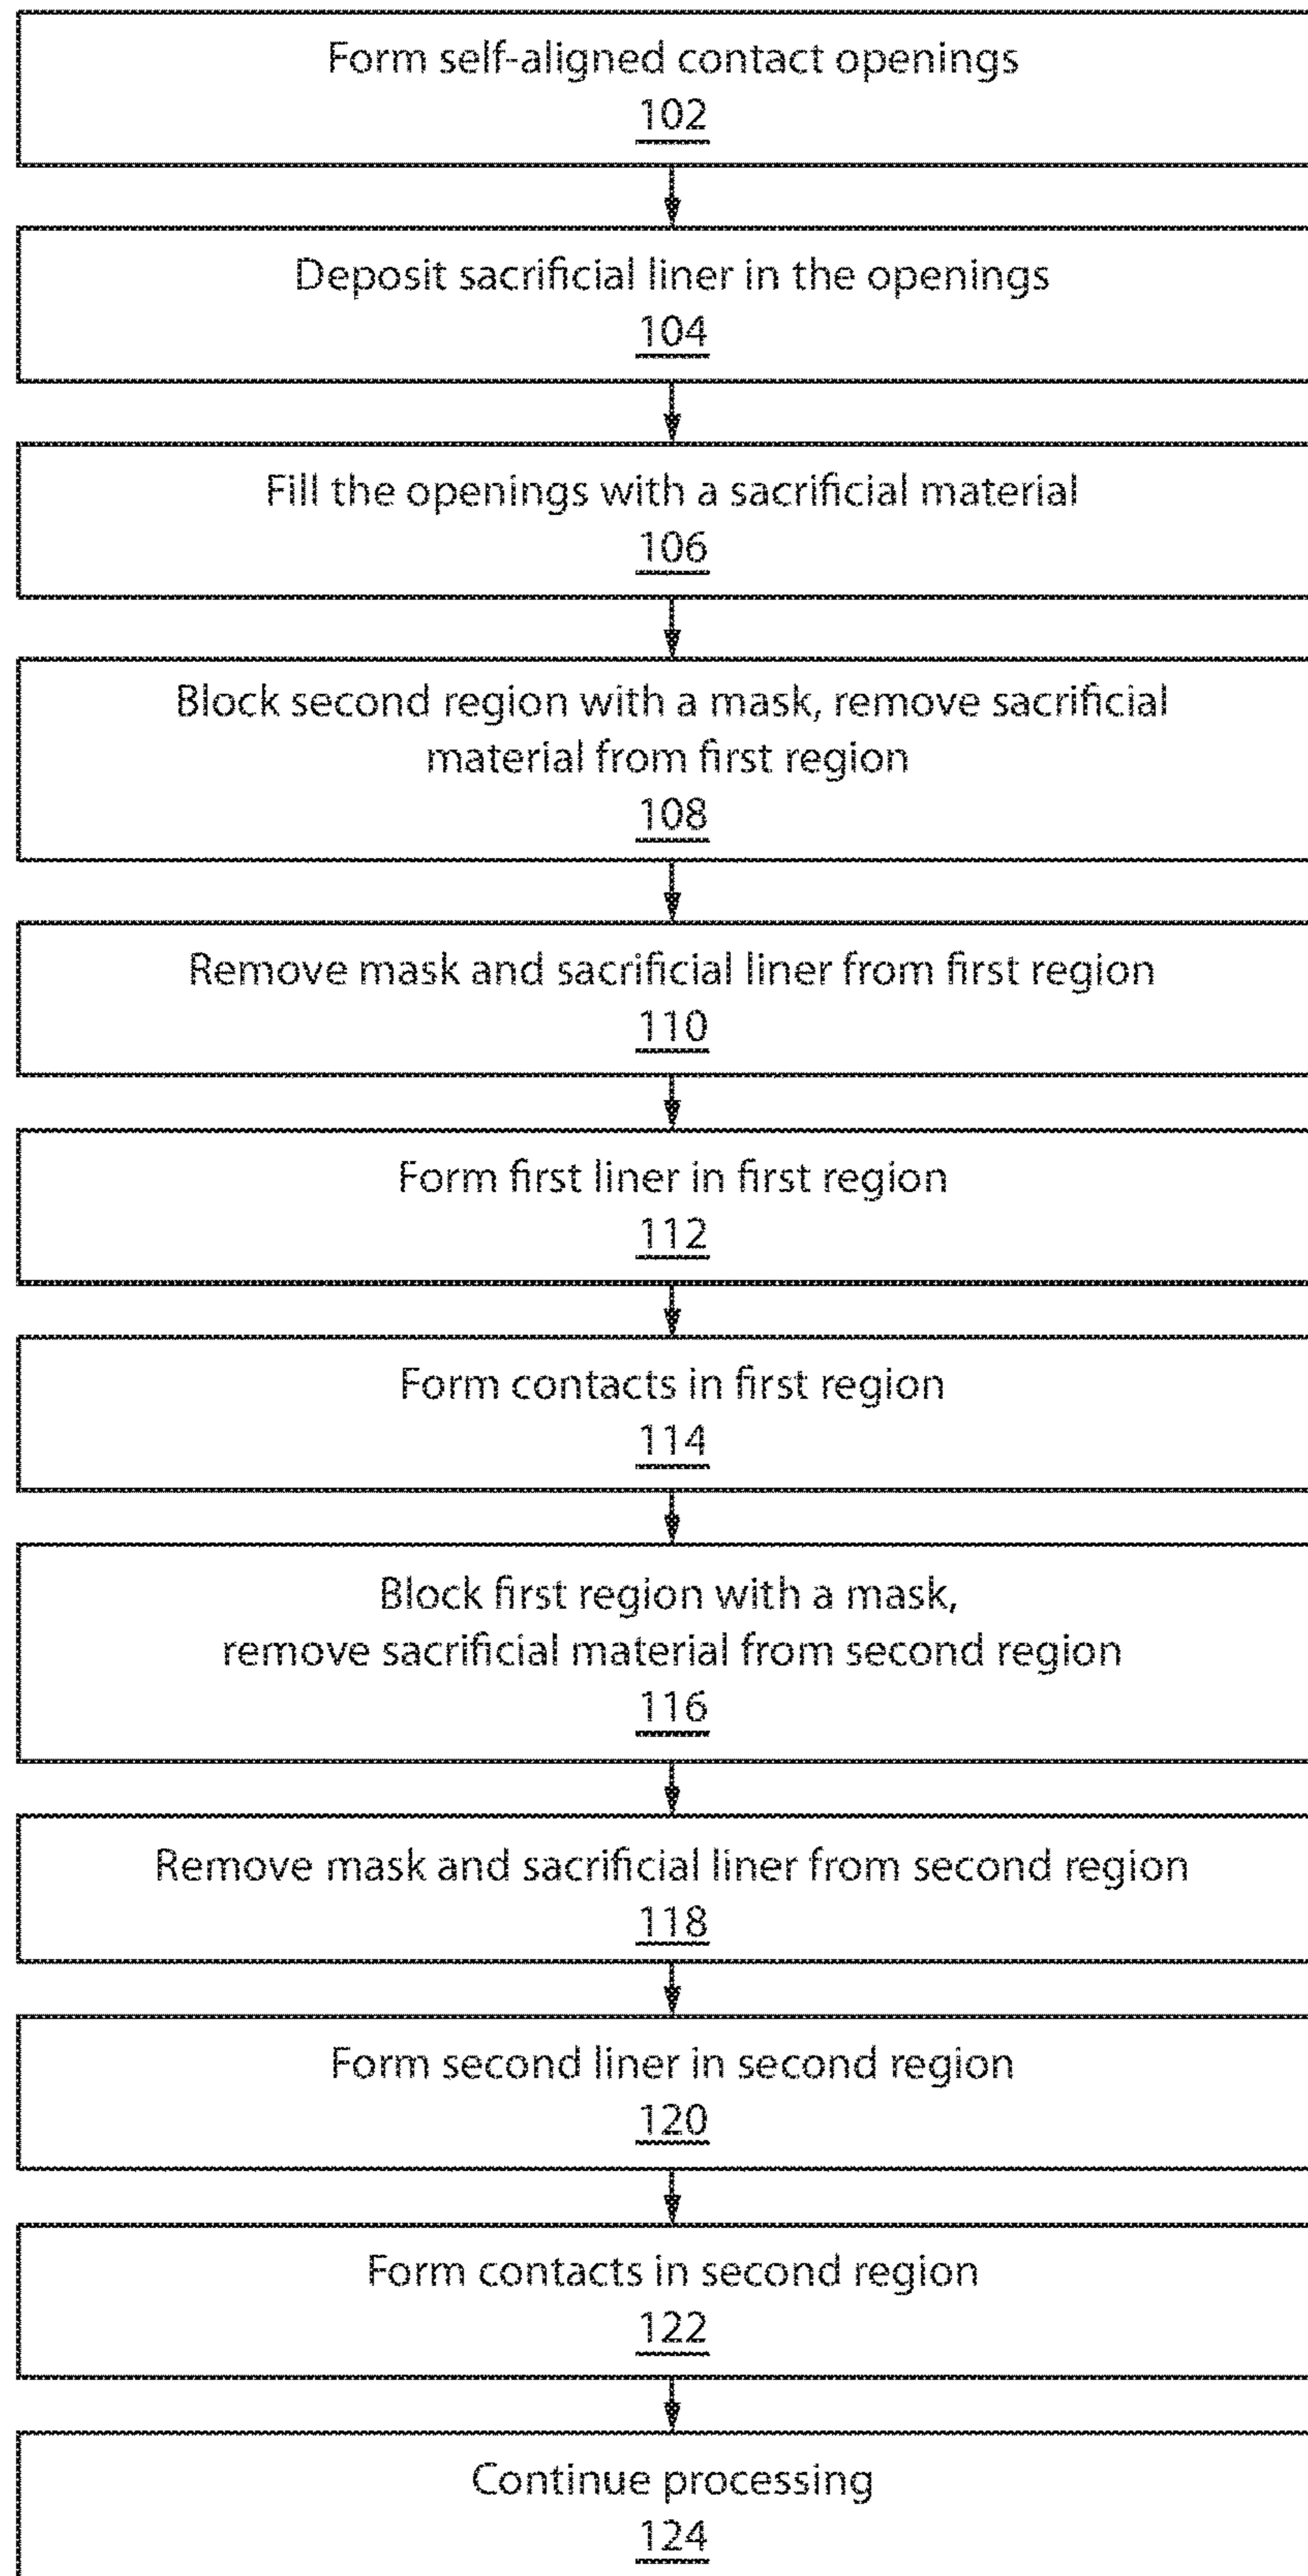 Form self-aligned contact openings
102
Deposit sacrificial liner in the openings
104
Fill the openings with a sacrificial material
106
Block second region with a mask, remove sacrificial
material from first region
108
Remove mask and sacrificial liner from first region
110
Form first liner in first region
112
Form contacts in first region
114
Block first region with a mask,
remove sacrificial material from second region
116
Remove mask and sacrificial liner from second region
118
Form second liner in second region
120
Form contacts in second region
122
Continue processing
124